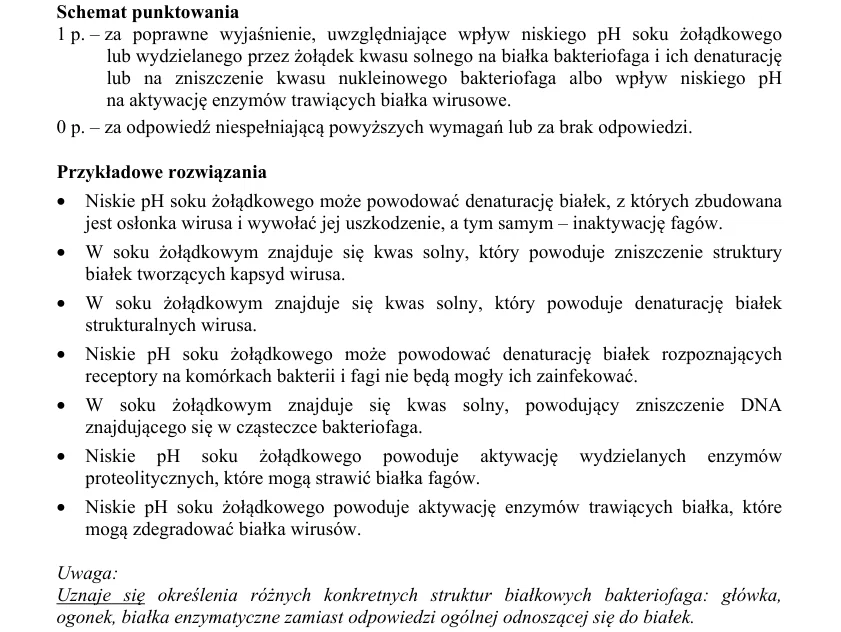 Schemat punktowania
1 p. – za poprawne wyjaśnienie, uwzględniające wpływ niskiego pH soku żołądkowego
lub wydzielanego przez żołądek kwasu solnego na białka bakteriofaga i ich denaturację
lub na zniszczenie kwasu nukleinowego bakteriofaga albo wpływ niskiego pH
na aktywację enzymów trawiących białka wirusowe.
0 p. – za odpowiedź niespełniającą powyższych wymagań lub za brak odpowiedzi.
Przykładowe rozwiązania
• Niskie pH soku żołądkowego może powodować denaturację białek, z których zbudowana
jest osłonka wirusa i wywołać jej uszkodzenie, a tym samym – inaktywację fagów.
• W soku żołądkowym znajduje się kwas solny, który powoduje zniszczenie struktury
białek tworzących kapsyd wirusa.
• W soku żołądkowym znajduje się kwas solny, który powoduje denaturację białek
strukturalnych wirusa.
• Niskie pH soku żołądkowego może powodować denaturację białek rozpoznających
receptory na komórkach bakterii i fagi nie będą mogły ich zainfekować.
• W soku żołądkowym znajduje się kwas solny, powodujący zniszczenie DNA
znajdującego się w cząsteczce bakteriofaga.
• Niskie pH soku żołądkowego powoduje aktywację wydzielanych enzymów
proteolitycznych, które mogą strawić białka fagów.
• Niskie pH soku żołądkowego powoduje aktywację enzymów trawiących białka, które
mogą zdegradować białka wirusów.
Uwaga:
Uznaje się określenia różnych konkretnych struktur białkowych bakteriofaga: główka,
ogonek, białka enzymatyczne zamiast odpowiedzi ogólnej odnoszącej się do białek.